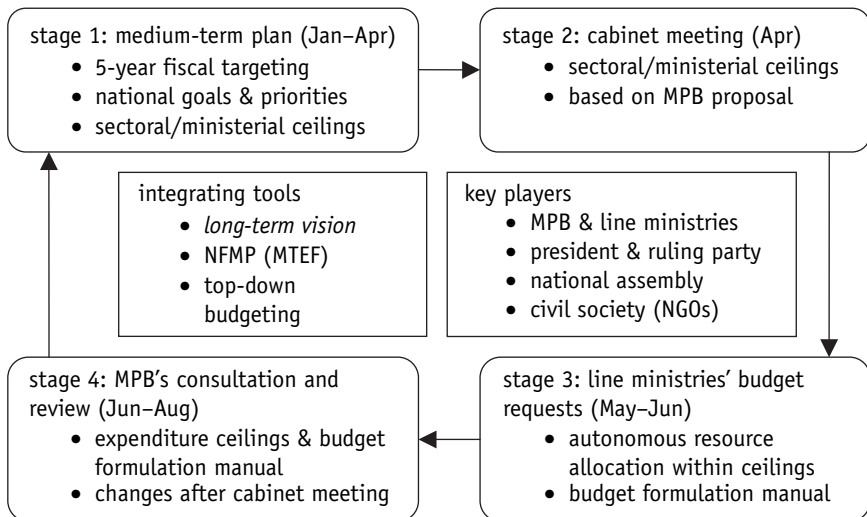 stage 1: medium-term plan (Jan–Apr)
• 5-year fiscal targeting
• national goals & priorities
• sectoral/ministerial ceilings
stage 2: cabinet meeting (Apr)
• sectoral/ministerial ceilings
• based on MPB proposal
integrating tools
• long-term vision
• NFMP (MTEF)
• top-down
budgeting
key players
• MPB & line ministries
• president & ruling party
• national assembly
• civil society (NGOs)
stage 4: MPB’s consultation and
review (Jun–Aug)
• expenditure ceilings & budget
formulation manual
• changes after cabinet meeting
stage 3: line ministries’ budget
requests (May–Jun)
• autonomous resource
allocation within ceilings
• budget formulation manual